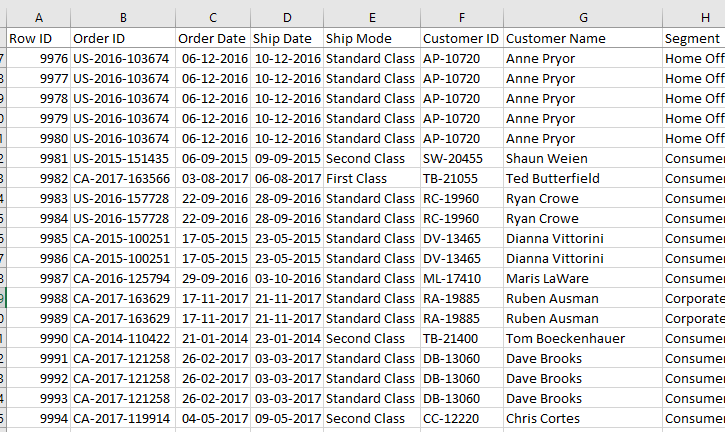 A B C D E F G H
Row ID Order ID Order Date Ship Date Ship Mode Customer ID Customer Name Segment
9976 US-2016-103674 06-12-2016 10-12-2016 Standard Class AP-10720 Anne Pryor Home Off
9977 US-2016-103674 06-12-2016 10-12-2016 Standard Class AP-10720 Anne Pryor Home Off
9978 US-2016-103674 06-12-2016 10-12-2016 Standard Class AP-10720 Anne Pryor Home Off
9979 US-2016-103674 06-12-2016 10-12-2016 Standard Class AP-10720 Anne Pryor Home Off
9980 US-2016-103674 06-12-2016 10-12-2016 Standard Class AP-10720 Anne Pryor Home Off
9981 US-2015-151435 06-09-2015 09-09-2015 Second Class SW-20455 Shaun Weien Consumer
9982 CA-2017-163566 03-08-2017 06-08-2017 First Class TB-21055 Ted Butterfield Consumer
9983 US-2016-157728 22-09-2016 28-09-2016 Standard Class RC-19960 Ryan Crowe Consumer
9984 US-2016-157728 22-09-2016 28-09-2016 Standard Class RC-19960 Ryan Crowe Consumer
9985 CA-2015-100251 17-05-2015 23-05-2015 Standard Class DV-13465 Dianna Vittorini Consumer
9986 CA-2015-100251 17-05-2015 23-05-2015 Standard Class DV-13465 Dianna Vittorini Consumer
9987 CA-2016-125794 29-09-2016 03-10-2016 Standard Class ML-17410 Maris LaWare Consumer
9988 CA-2017-163629 17-11-2017 21-11-2017 Standard Class RA-19885 Ruben Ausman Corporate
9989 CA-2017-163629 17-11-2017 21-11-2017 Standard Class RA-19885 Ruben Ausman Corporate
9990 CA-2014-110422 21-01-2014 23-01-2014 Second Class TB-21400 Tom Boeckenhauer Consumer
9991 CA-2017-121258 26-02-2017 03-03-2017 Standard Class DB-13060 Dave Brooks Consumer
9992 CA-2017-121258 26-02-2017 03-03-2017 Standard Class DB-13060 Dave Brooks Consumer
9993 CA-2017-121258 26-02-2017 03-03-2017 Standard Class DB-13060 Dave Brooks Consumer
9994 CA-2017-119914 04-05-2017 09-05-2017 Second Class CC-12220 Chris Cortes Consumer